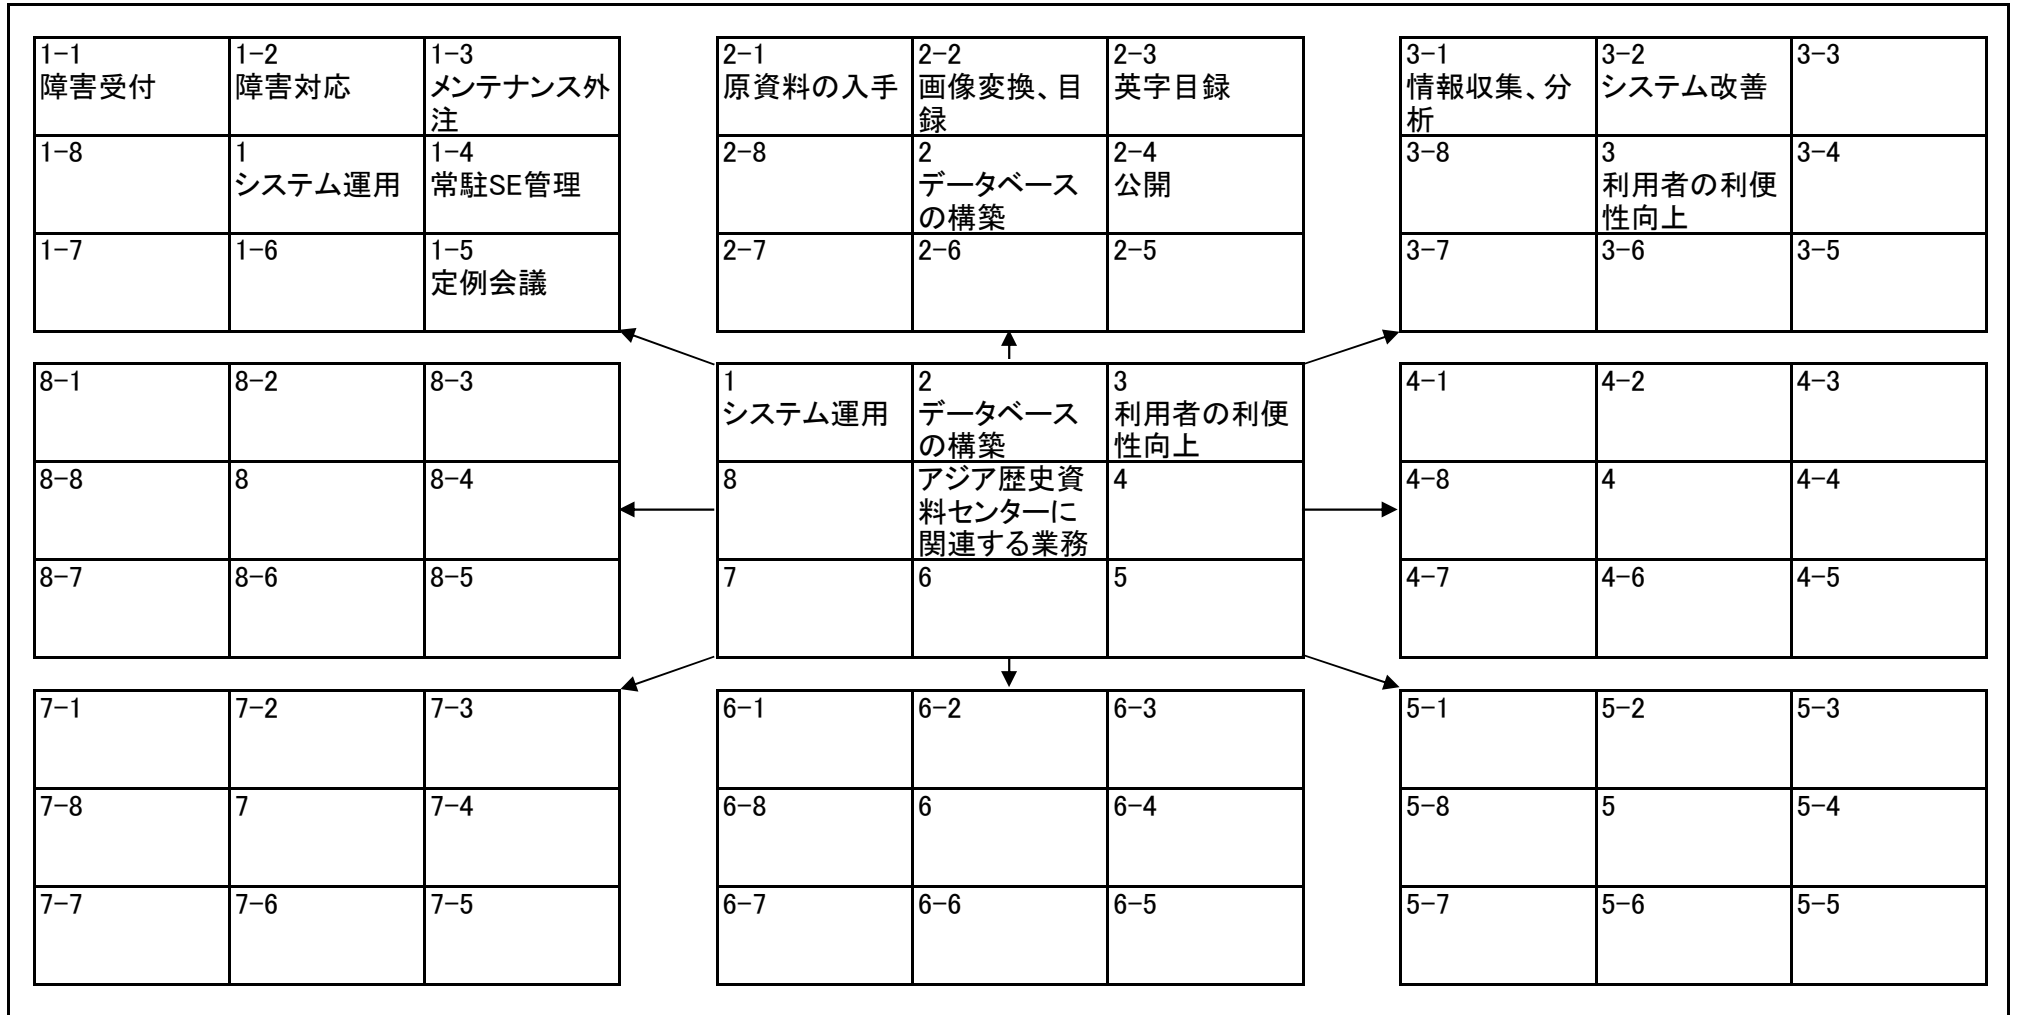 1-1
障害受付
1-2
障害対応
1-3
メンテナンス外
注
1-8
1
システム運用
1-4
常駐SE管理
1-7
1-6
1-5
定例会議
2-1
原資料の入手
2-2
画像変換、目
録
2-3
英字目録
2-8
2
データベース
の構築
2-4
公開
2-7
2-6
2-5
3-1
情報収集、分
析
3-2
システム改善
3-3
3-8
3
利用者の利便
性向上
3-4
3-7
3-6
3-5
8-1
8-2
8-3
8-8
8
8-4
8-7
8-6
8-5
1
システム運用
2
データベース
の構築
3
利用者の利便
性向上
8
アジア歴史資
料センターに
関連する業務
4
7
6
5
4-1
4-2
4-3
4-8
4
4-4
4-7
4-6
4-5
7-1
7-2
7-3
7-8
7
7-4
7-7
7-6
7-5
6-1
6-2
6-3
6-8
6
6-4
6-7
6-6
6-5
5-1
5-2
5-3
5-8
5
5-4
5-7
5-6
5-5